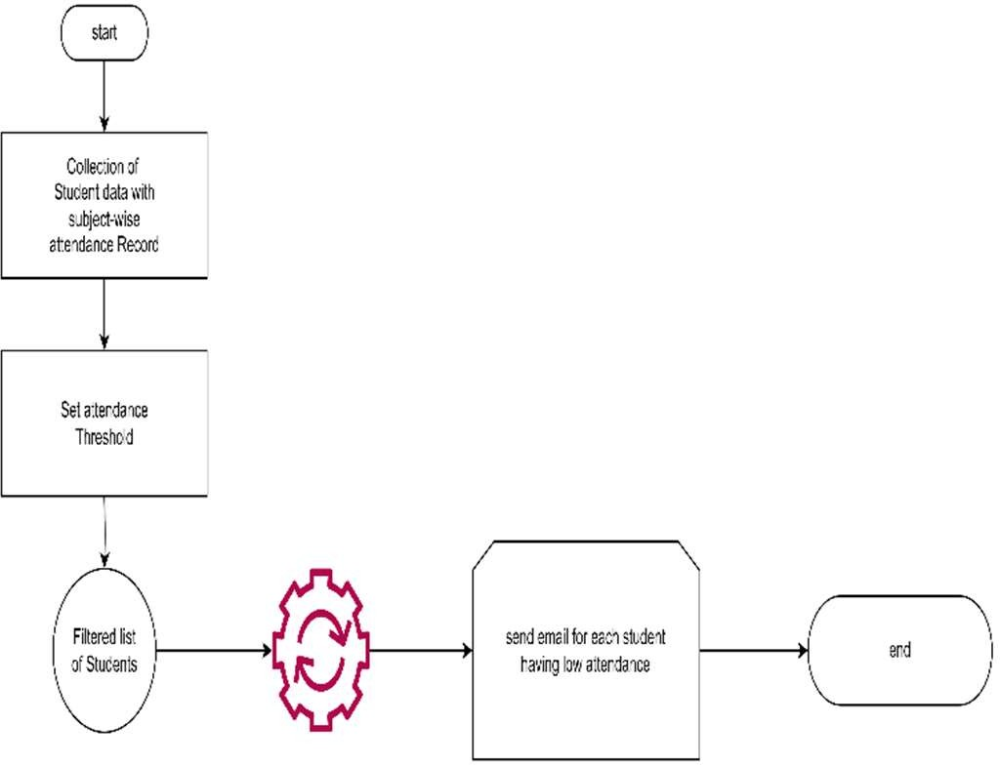 start
Collection of
Student data with
subject-wise
attendance Record
Set attendance
Threshold
Filtered list
of Students
send email for each student
having low attendance
end